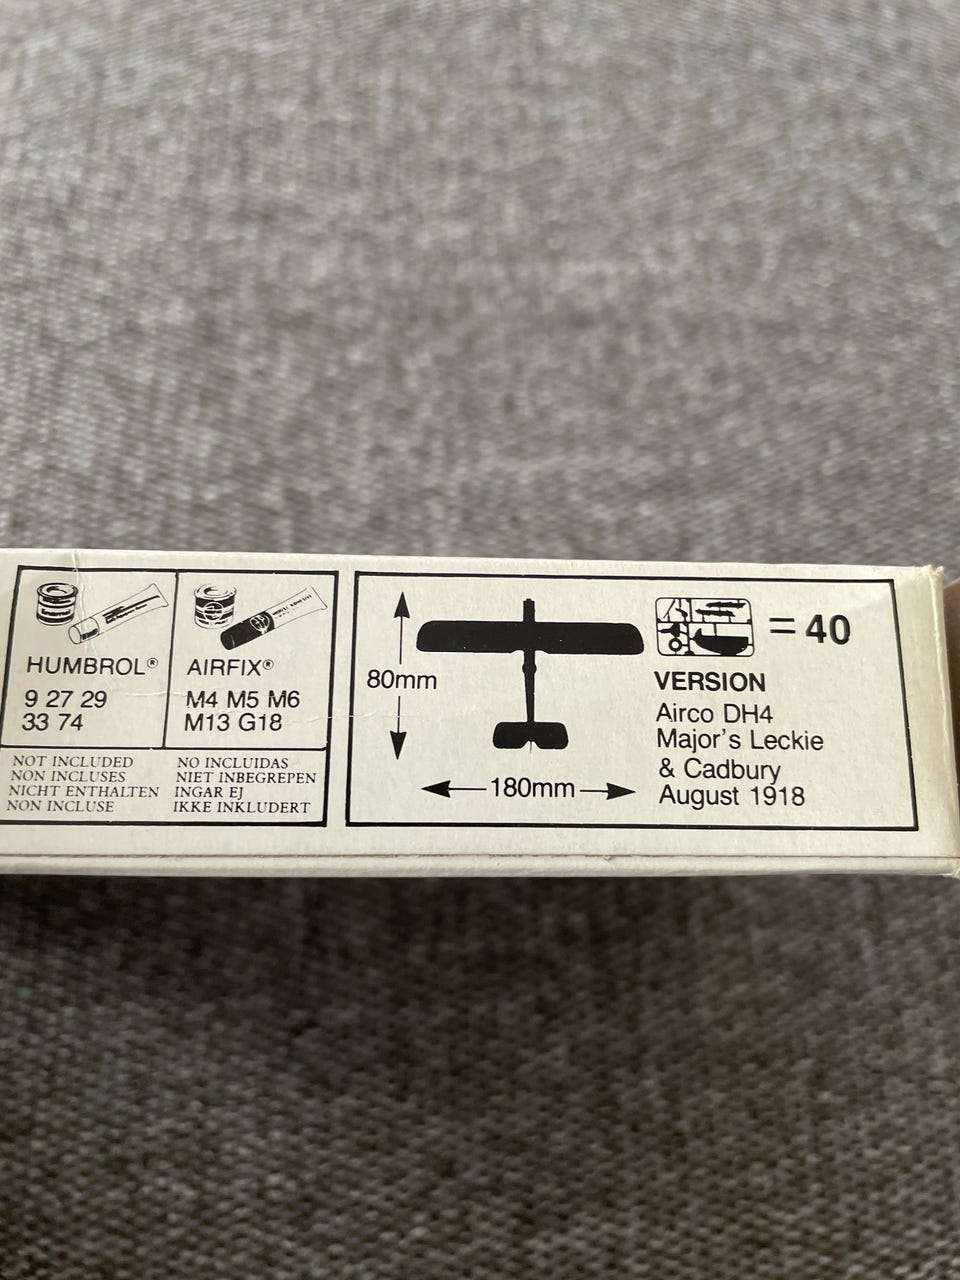 HUMBROL®
9 27 29
33 74
AIRFIX®
M4 M5 M6
M13 G18
NOT INCLUDED
NON INCLUSES
NICHT ENTHALTEN
NON INCLUSE
NO INCLUIDAS
NIET INBEGREPEN
INGAR EJ
IKKE INKLUDERT
80mm
180mm
= 40
VERSION
Airco DH4
Major's Leckie
& Cadbury
August 1918